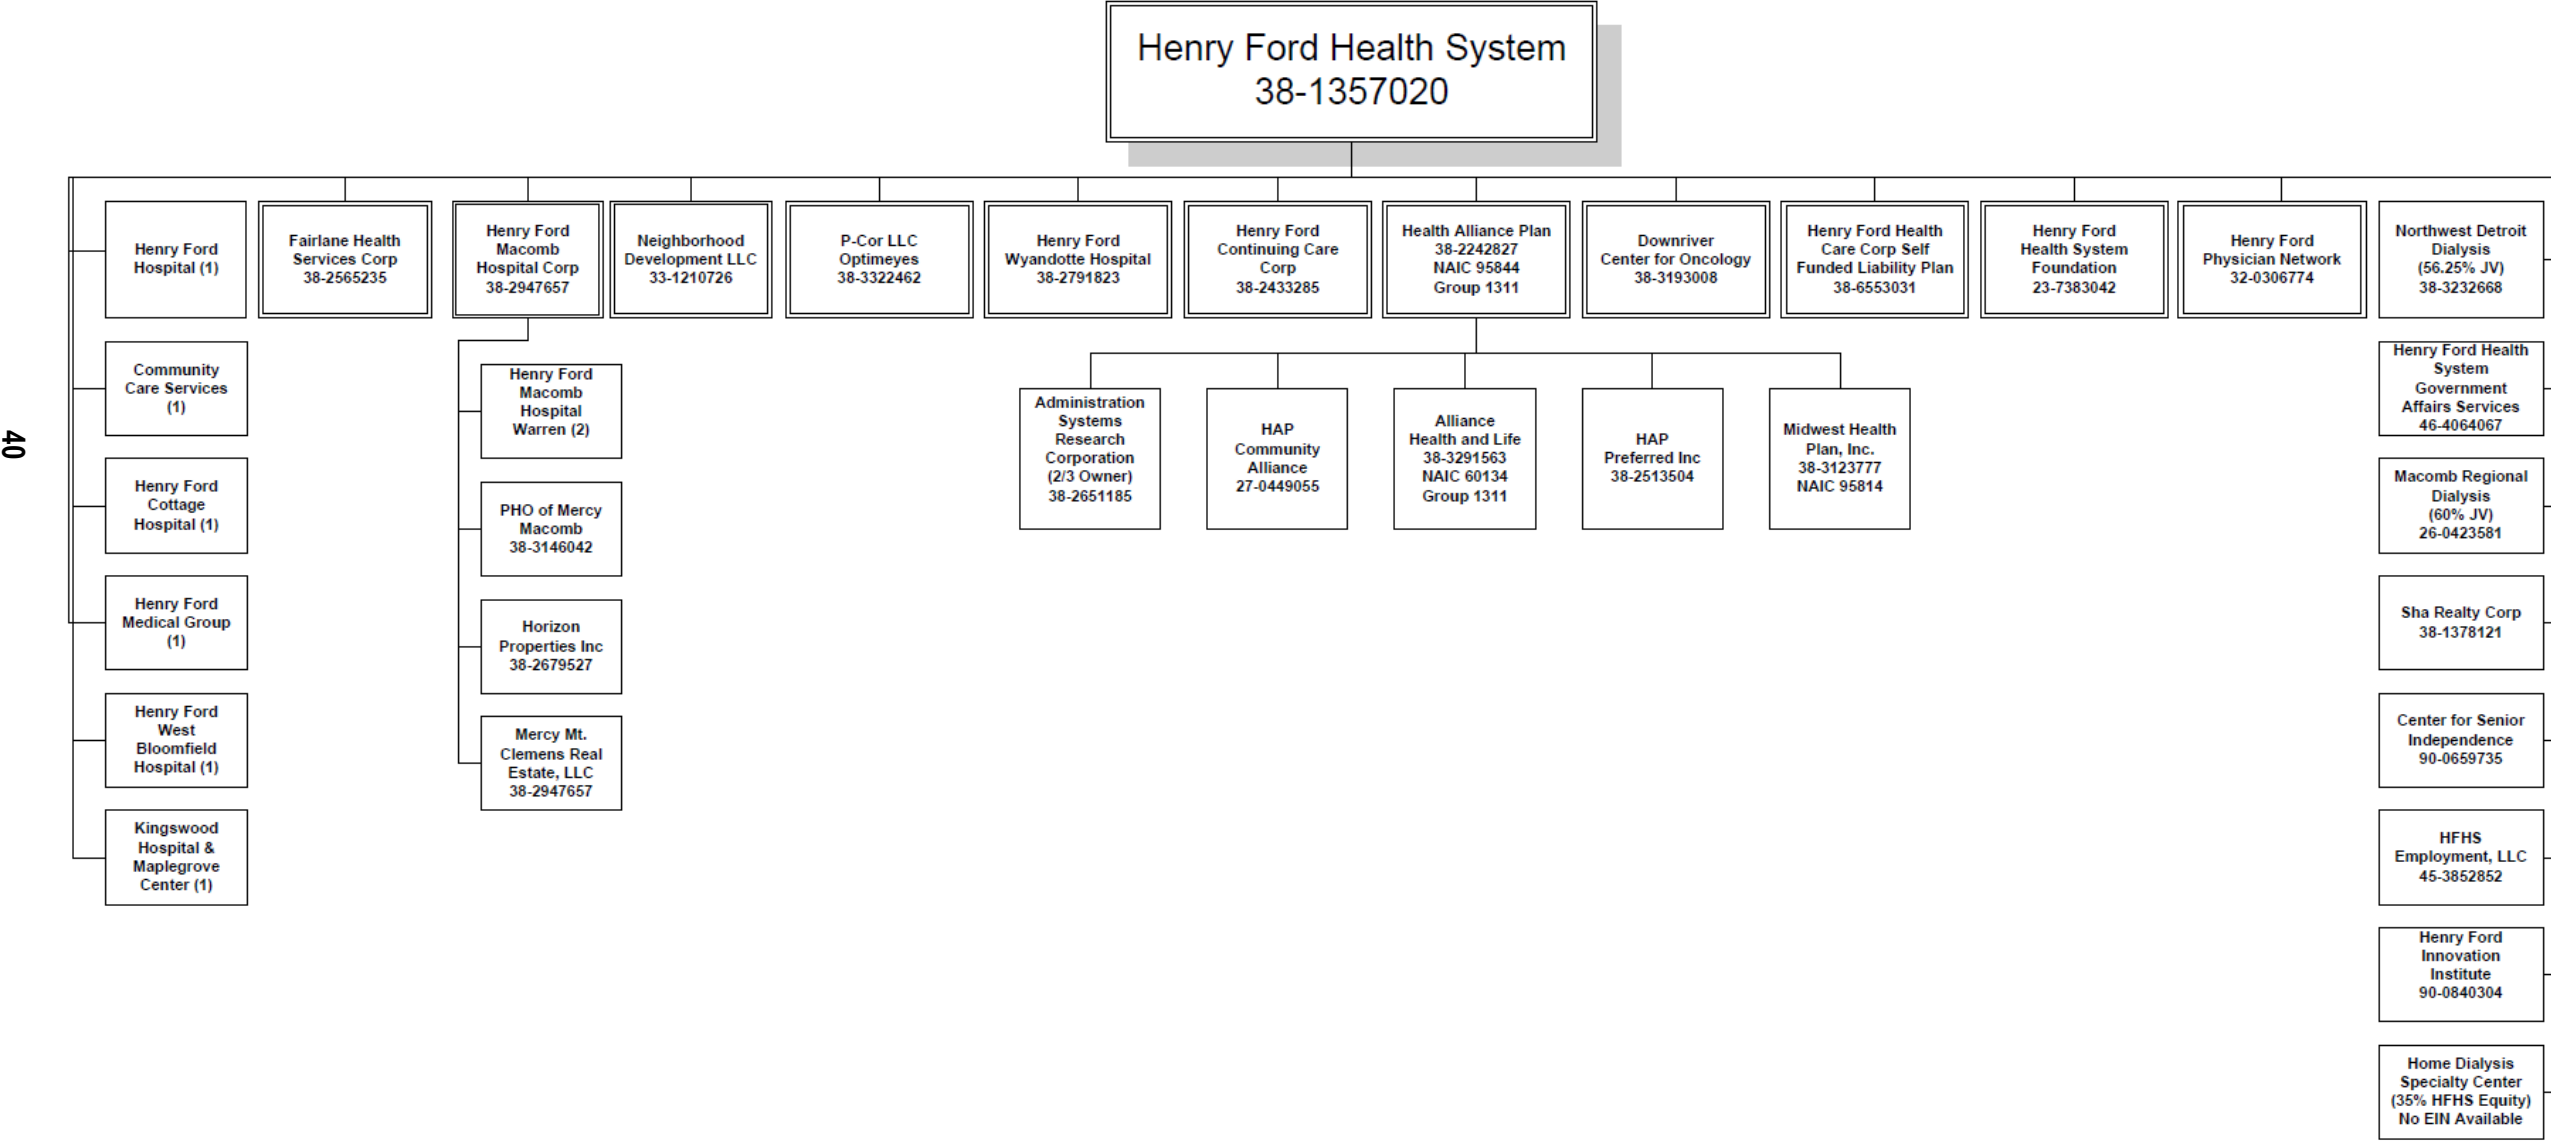 Henry Ford Health System
38-1357020
Henry Ford
Hospital (1)
Fairlane Health
Services Corp
38-2565235
Henry Ford
Macomb
Hospital Corp
38-2947657
Neighborhood
Development LLC
33-1210726
P-Cor LLC
Optimeyes
38-3322462
Henry Ford
Wyandotte Hospital
38-2791823
Henry Ford
Continuing Care
Corp
38-2433285
Health Alliance Plan
38-2242827
NAIC 95844
Group 1311
Downriver
Center for Oncology
38-3193008
Henry Ford Health
Care Corp Self
Funded Liability Plan
38-6553031
Henry Ford
Health System
Foundation
23-7383042
Henry Ford
Physician Network
32-0306774
Northwest Detroit
Dialysis
(56.25% JV)
38-3232668
Community
Care Services
(1)
Henry Ford
Cottage
Hospital (1)
Henry Ford
Medical Group
(1)
Henry Ford
West
Bloomfield
Hospital (1)
Kingswood
Hospital &
Maplegrove
Center (1)
Henry Ford
Macomb
Hospital
Warren (2)
PHO of Mercy
Macomb
38-3146042
Horizon
Properties Inc
38-2679527
Mercy Mt.
Clemens Real
Estate, LLC
38-2947657
Administration
Systems
Research
Corporation
(2/3 Owner)
38-2651185
HAP
Community
Alliance
27-0449055
Alliance
Health and Life
38-3291563
NAIC 60134
Group 1311
HAP
Preferred Inc
38-2513504
Midwest Health
Plan, Inc.
38-3123777
NAIC 95814
Henry Ford Health
System
Government
Affairs Services
46-4064067
Macomb Regional
Dialysis
(60% JV)
26-0423581
Sha Realty Corp
38-1378121
Center for Senior
Independence
90-0659735
HFHS
Employment, LLC
45-3852852
Henry Ford
Innovation
Institute
90-0840304
Home Dialysis
Specialty Center
(35% HFHS Equity)
No EIN Available
40